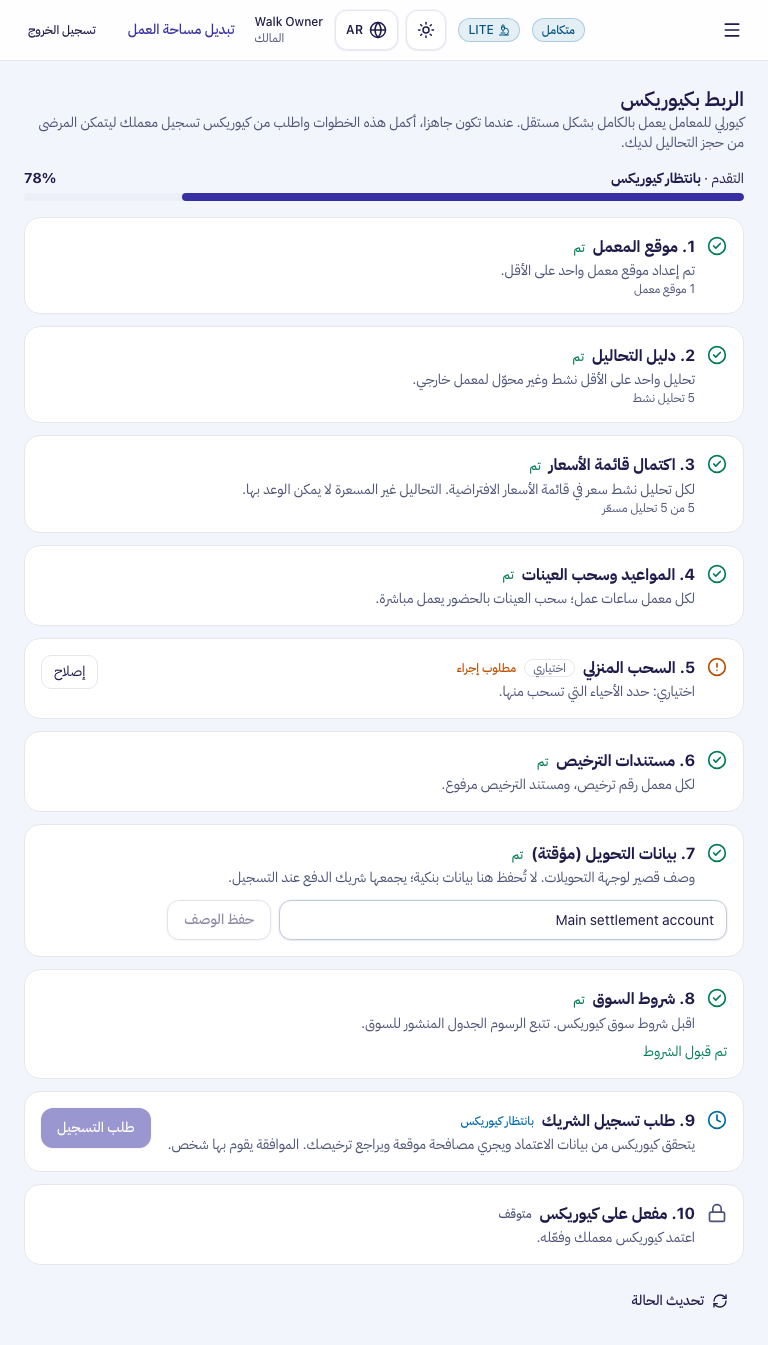 متكامل
LITE
AR
Walk Owner
المالك
تبديل مساحة العمل
تسجيل الخروج
الربط بكيوريكس
كيورلي للمعامل يعمل بالكامل بشكل مستقل. عندما تكون جاهزا، أكمل هذه الخطوات واطلب من كيوريكس تسجيل معملك ليتمكن المرضى
من حجز التحاليل لديك.
التقدم · بانتظار كيوريكس
78%
1. موقع المعمل تم
تم إعداد موقع معمل واحد على الأقل.
1 موقع معمل
2. دليل التحاليل تم
تحليل واحد على الأقل نشط وغير محوّل لمعمل خارجي.
5 تحليل نشط
3. اكتمال قائمة الأسعار تم
لكل تحليل نشط سعر في قائمة الأسعار الافتراضية. التحاليل غير المسعرة لا يمكن الوعد بها.
5 من 5 تحليل مسعّر
4. المواعيد وسحب العينات تم
لكل معمل ساعات عمل؛ سحب العينات بالحضور يعمل مباشرة.
5. السحب المنزلي اختياري مطلوب إجراء
إصلاح
اختياري: حدد الأحياء التي تسحب منها.
6. مستندات الترخيص تم
لكل معمل رقم ترخيص، ومستند الترخيص مرفوع.
7. بيانات التحويل (مؤقتة) تم
وصف قصير لوجهة التحويلات. لا تُحفظ هنا بيانات بنكية؛ يجمعها شريك الدفع عند التسجيل.
Main settlement account
حفظ الوصف
8. شروط السوق تم
اقبل شروط سوق كيوريكس. تتبع الرسوم الجدول المنشور للسوق.
تم قبول الشروط
9. طلب تسجيل الشريك بانتظار كيوريكس
طلب التسجيل
يتحقق كيوريكس من بيانات الاعتماد ويجري مصافحة موقعة ويراجع ترخيصك. الموافقة يقوم بها شخص.
10. مفعل على كيوريكس متوقف
اعتمد كيوريكس معملك وفعّله.
تحديث الحالة